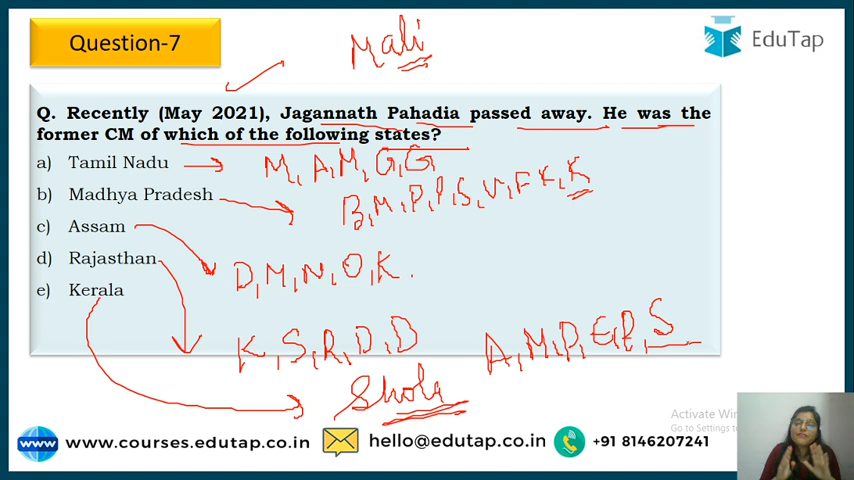 Question-7
Mali
EduTap
Q. Recently (May 2021), Jagannath Pahadia passed away. He was the
former CM of which of the following states?
a) Tamil Nadu
M, A, M, G, G
b) Madhya Pradesh
B, M, P, P, S, V, F K, K
c) Assam
d) Rajasthan
D, M, N, O, K.
e) Kerala
K, S, R, D, D
A, M, P,
S
Activate Win
Go to Settings to
www.courses.edutap.co.in
hello@edutap.co.in
+91 8146207241